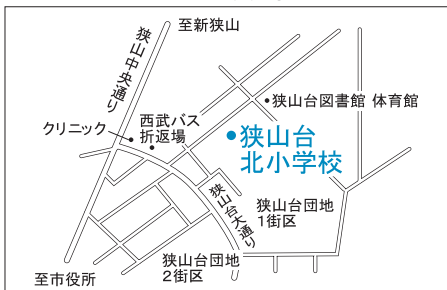 至新狭山
狭山中央通り
狭山台図書館 体育館
西武バス
折返場
クリニック
狭山台
北小学校
狭山台大通り
狭山台団地
1街区
狭山台団地
2街区
至市役所